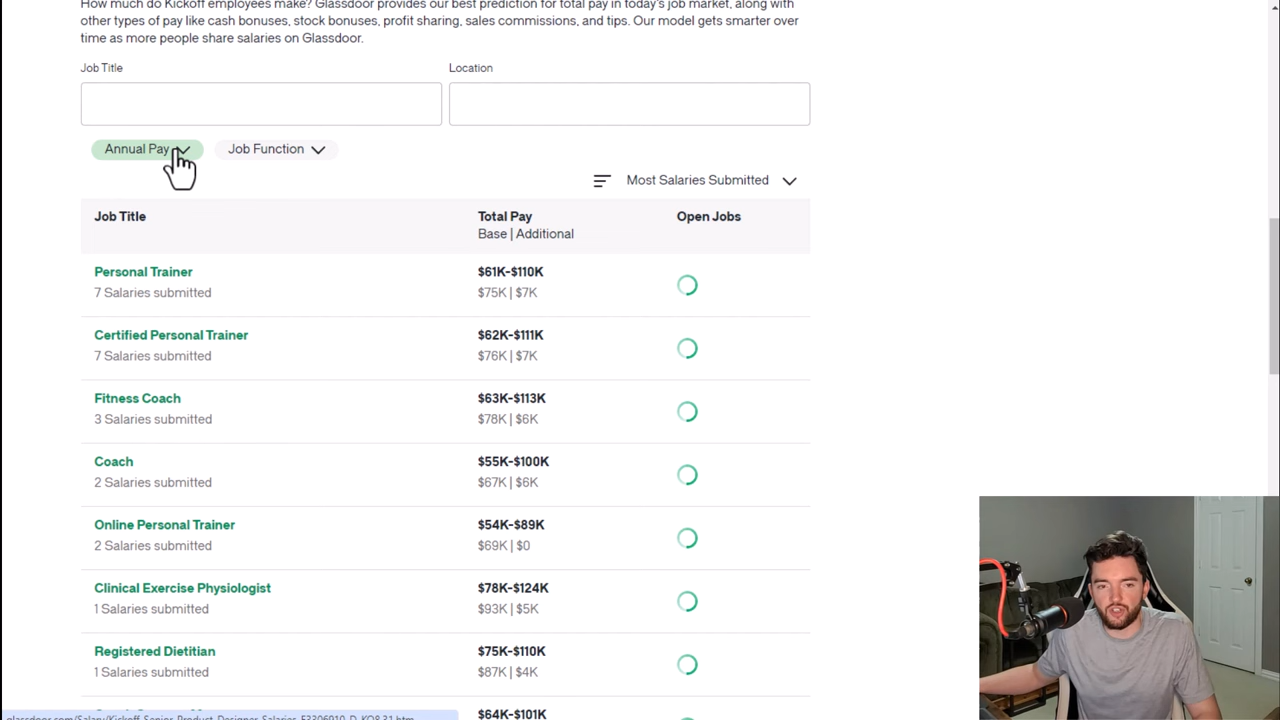 How much do Kickoff employees make? Glassdoor provides our best prediction for total pay in today's job market, along with
other types of pay like cash bonuses, stock bonuses, profit sharing, sales commissions, and tips. Our model gets smarter over
time as more people share salaries on Glassdoor.
Job Title
Location
Annual Pay
Job Function
Most Salaries Submitted
Job Title
Total Pay
Open Jobs
Base | Additional
Personal Trainer
$61K-$110K
7 Salaries submitted
$75K | $7K
Certified Personal Trainer
$62K-$111K
7 Salaries submitted
$76K | $7K
Fitness Coach
$63K-$113K
3 Salaries submitted
$78K | $6K
Coach
$55K-$100K
2 Salaries submitted
$67K | $6K
Online Personal Trainer
$54K-$89K
2 Salaries submitted
$69K | $0
Clinical Exercise Physiologist
$78K-$124K
1 Salaries submitted
$93K | $5K
Registered Dietitian
$75K-$110K
1 Salaries submitted
$87K | $4K
$64K-$101K